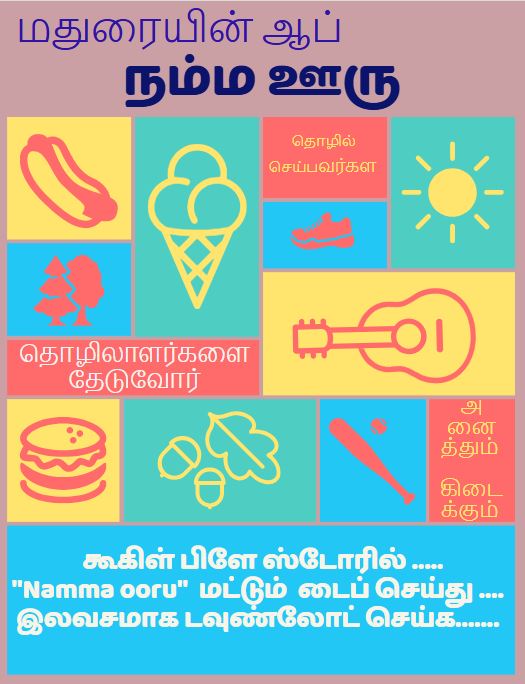 மதுரையின் ஆப்
நம்ம ஊரு
தொழில்
செய்பவர்கள
தொழிலாளர்களை
தேடுவோர்
அ
னை
த்தும்
கிடை
க்கும்
கூகிள் பிளே ஸ்டோரில் .....
"Namma ooru" மட்டும் டைப் செய்து ....
இலவசமாக டவுண்லோட் செய்க.......